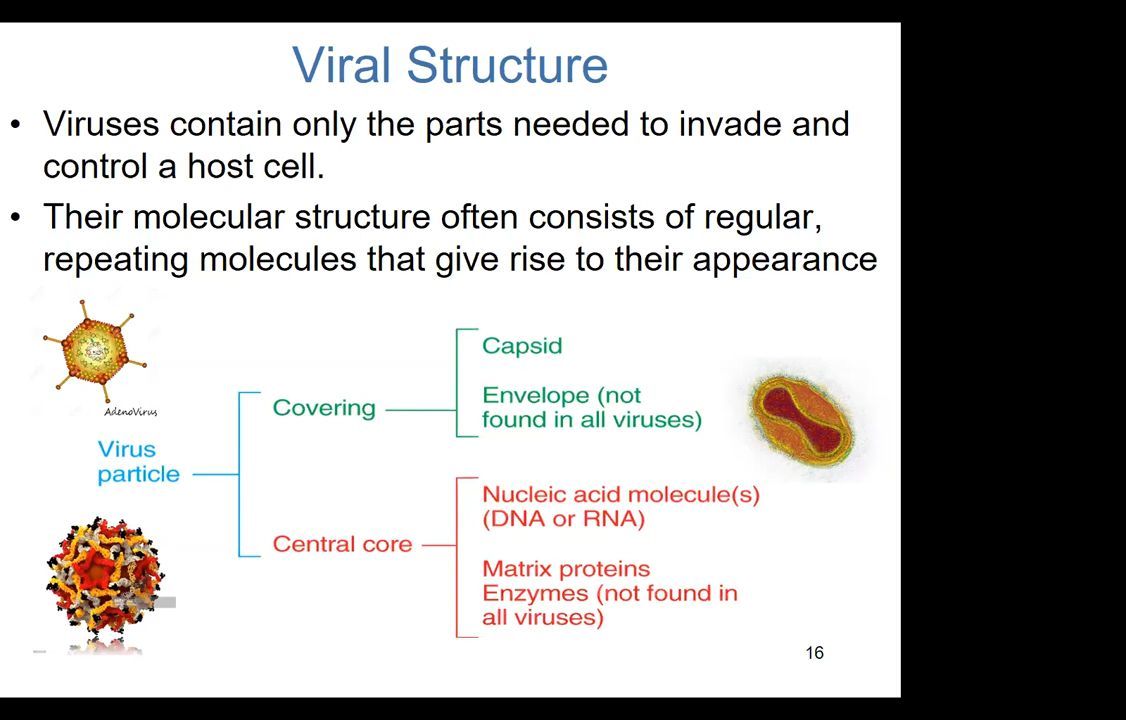 Viral Structure
• Viruses contain only the parts needed to invade and
control a host cell.
• Their molecular structure often consists of regular,
repeating molecules that give rise to their appearance
AdenoVirus
Virus
particle
Covering
Capsid
Envelope (not
found in all viruses)
Central core
Nucleic acid molecule(s)
(DNA or RNA)
Matrix proteins
Enzymes (not found in
all viruses)
16